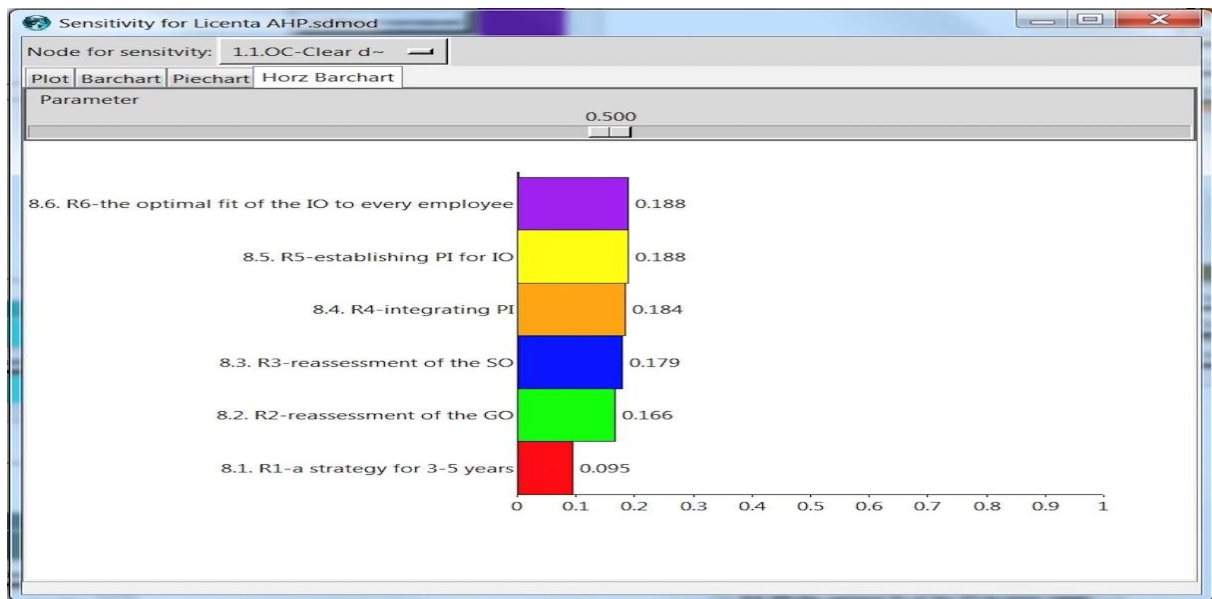 Sensitivity for Licenta AHP.sdmod
Node for sensitvity: 1.1.OC-Clear d~
Plot Barchart Piechart Horz Barchart
Parameter
0.500
8.6. R6-the optimal fit of the IO to every employee 0.188
8.5. R5-establishing PI for IO 0.188
8.4. R4-integrating PI 0.184
8.3. R3-reassessment of the SO 0.179
8.2. R2-reassessment of the GO 0.166
8.1. R1-a strategy for 3-5 years 0.095
0 0.1 0.2 0.3 0.4 0.5 0.6 0.7 0.8 0.9 1